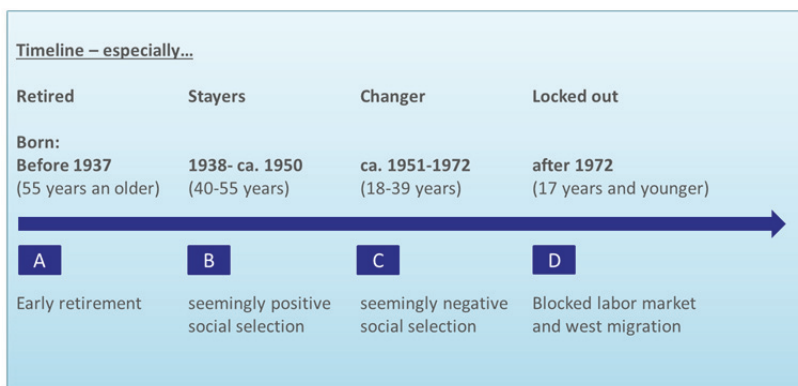 Timeline – especially…
Retired Stayers Changer Locked out
Born:
Before 1937 1938- ca. 1950 ca. 1951-1972 after 1972
(55 years an older) (40-55 years) (18-39 years) (17 years and younger)
A B C D
Early retirement seemingly positive seemingly negative Blocked labor market
social selection social selection and west migration